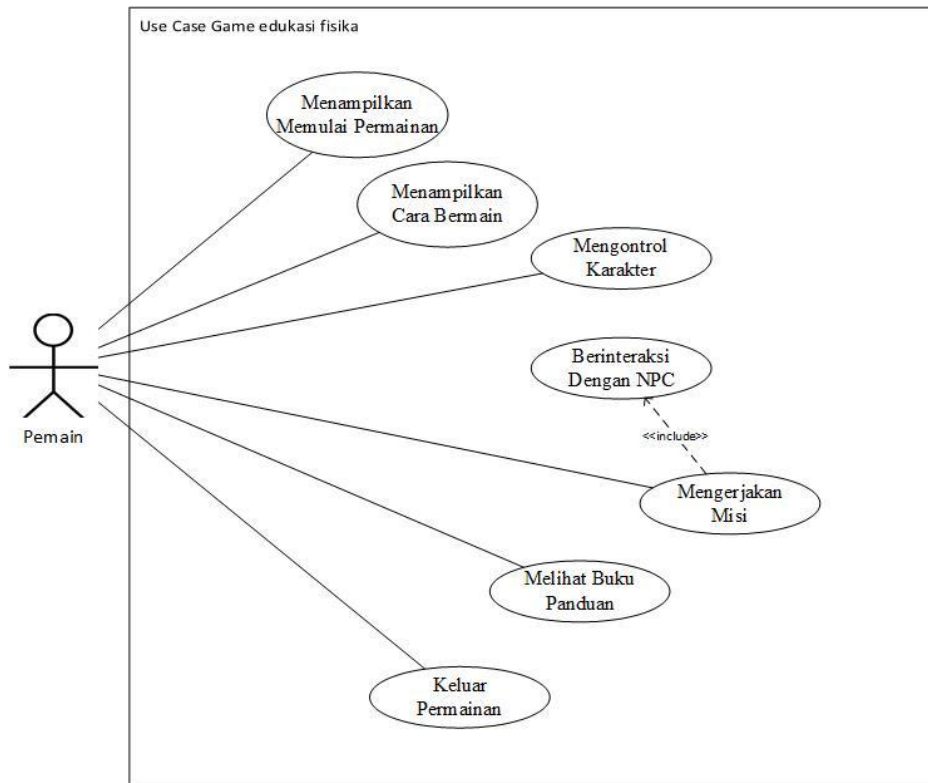 Use Case Game edukasi fisika
Menampilkan
Memulai Permainan
Menampilkan
Cara Bermain
Mengontrol
Karakter
Berinteraksi
Dengan NPC
<<include>>
Pemain
Mengerjakan
Misi
Melihat Buku
Panduan
Keluar
Permainan